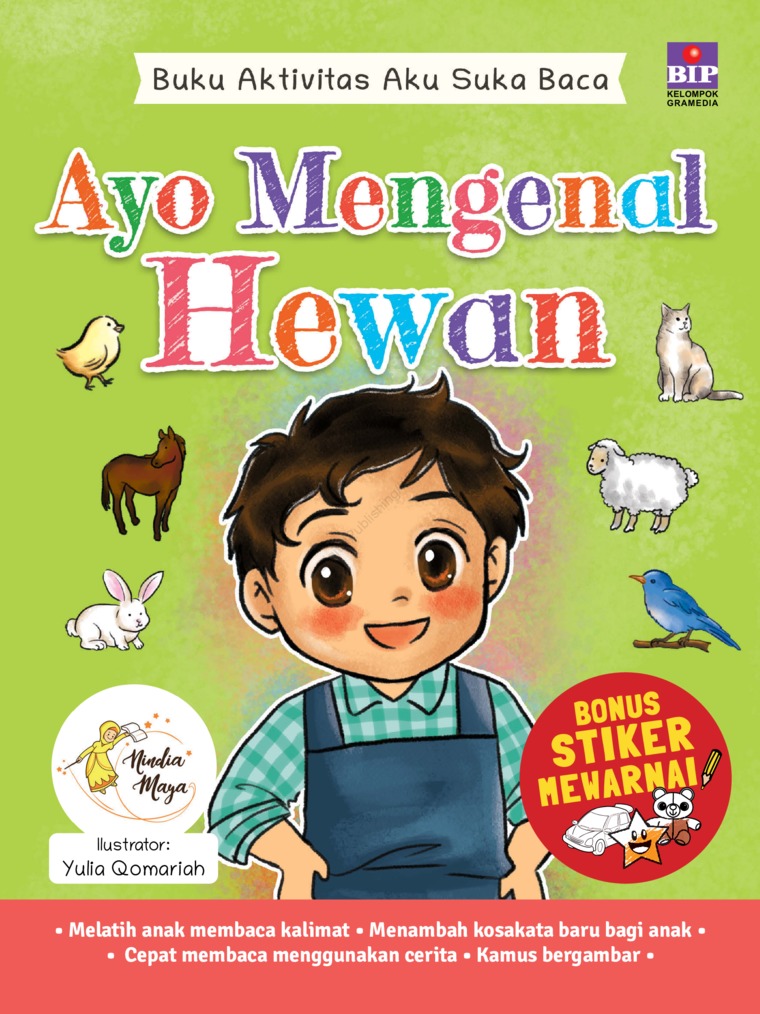 Buku Aktivitas Aku Suka Baca
BIP
KELOMPOK
GRAMEDIA
Ayo Mengenal
Hewan
Nindia
Maya
Ilustrator:
Yulia Qomariah
BONUS
STIKER
MEWARNAI
• Melatih anak membaca kalimat • Menambah kosakata baru bagi anak •
• Cepat membaca menggunakan cerita • Kamus bergambar •